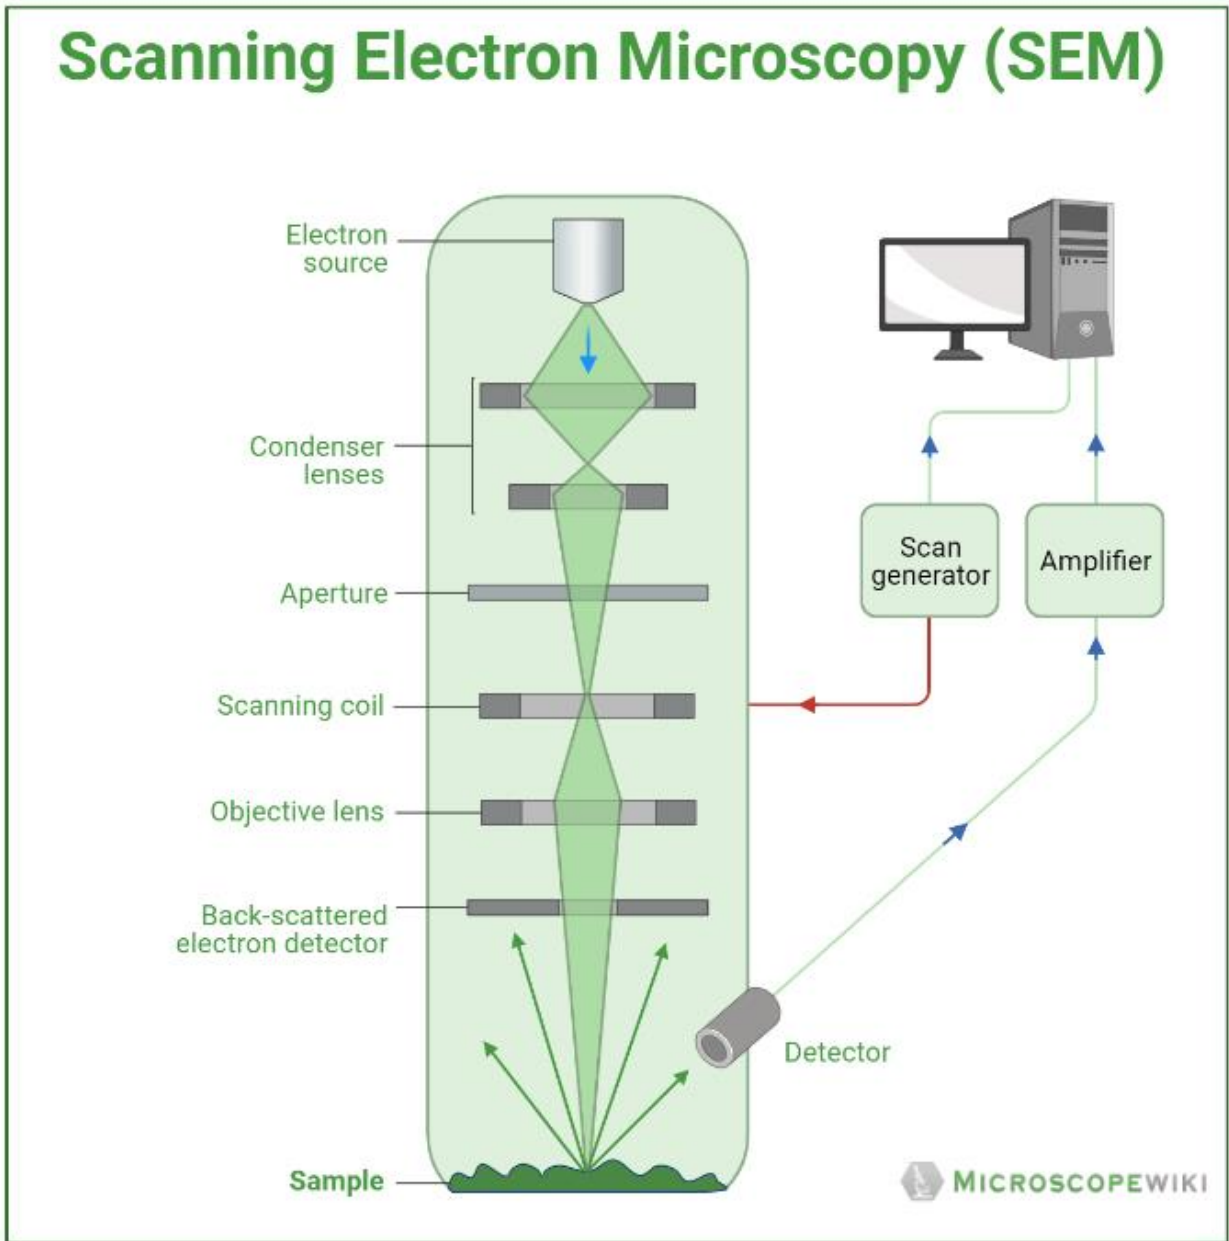 Scanning Electron Microscopy (SEM)
Electron
source
Condenser
lenses
Aperture
Scanning coil
Objective lens
Back-scattered
electron detector
Sample
Scan
generator
Amplifier
Detector
MICROSCOPEWIKI